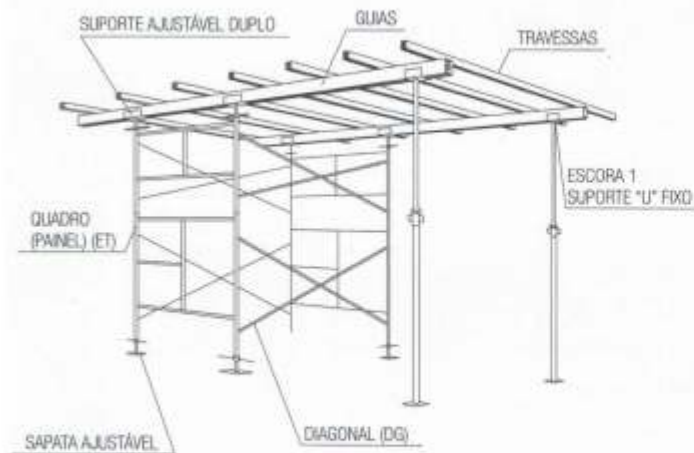 SUPORTE AJUSTÁVEL DUPLO
GUIAS
TRAVESSAS
ESCORA 1
SUPORTE "U" FIXO
QUADRO
(PAINEL) (ET)
SAPATA AJUSTÁVEL
DIAGONAL (DG)